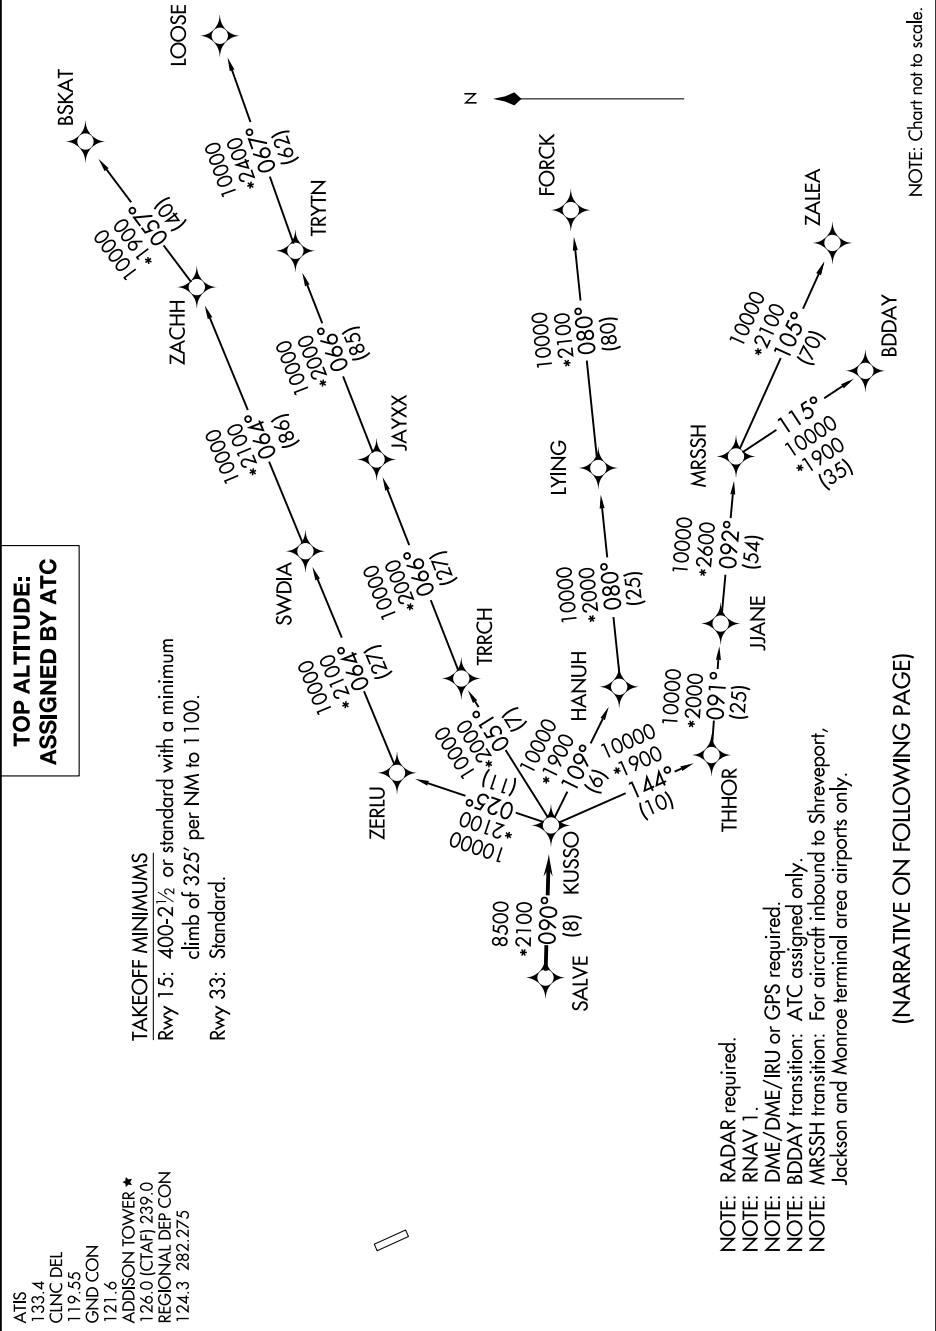 TOP ALTITUDE:
ASSIGNED BY ATC
ATIS
133.4
CLNC DEL
119.55
GND CON
121.6
ADDISON TOWER ★
126.0 (CTAF) 239.0
REGIONAL DEP CON
124.3 282.275
TAKEOFF MINIMUMS
Rwy 15: 400-2½ or standard with a minimum
climb of 325' per NM to 1100.
Rwy 33: Standard.
SALVE
8500
*2100
090°
(8)
KUSSO
10000
*2100
025°
(11)
ZERLU
10000
*2100
064°
(27)
SWDIA
10000
*2100
064°
(86)
ZACHH
10000
*1900
057°
(40)
BSKAT
10000
*2000
051°
(7)
TRRCH
10000
*2000
066°
(27)
JAYXX
10000
*2000
066°
(85)
TRYTN
10000
*2400
067°
(62)
LOOSE
10000
*1900
109°
(6)
HANUH
10000
*2000
080°
(25)
LYING
10000
*2100
080°
(80)
FORCK
10000
*1900
144°
(10)
THHOR
10000
*2000
091°
(25)
JJANE
10000
*2600
092°
(54)
MRSSH
10000
*2100
105°
(70)
ZALEA
115°
10000
*1900
(35)
BDDAY
N
NOTE: RADAR required.
NOTE: RNAV 1.
NOTE: DME/DME/IRU or GPS required.
NOTE: BDDAY transition: ATC assigned only.
NOTE: MRSSH transition: For aircraft inbound to Shreveport,
Jackson and Monroe terminal area airports only.
(NARRATIVE ON FOLLOWING PAGE)
NOTE: Chart not to scale.